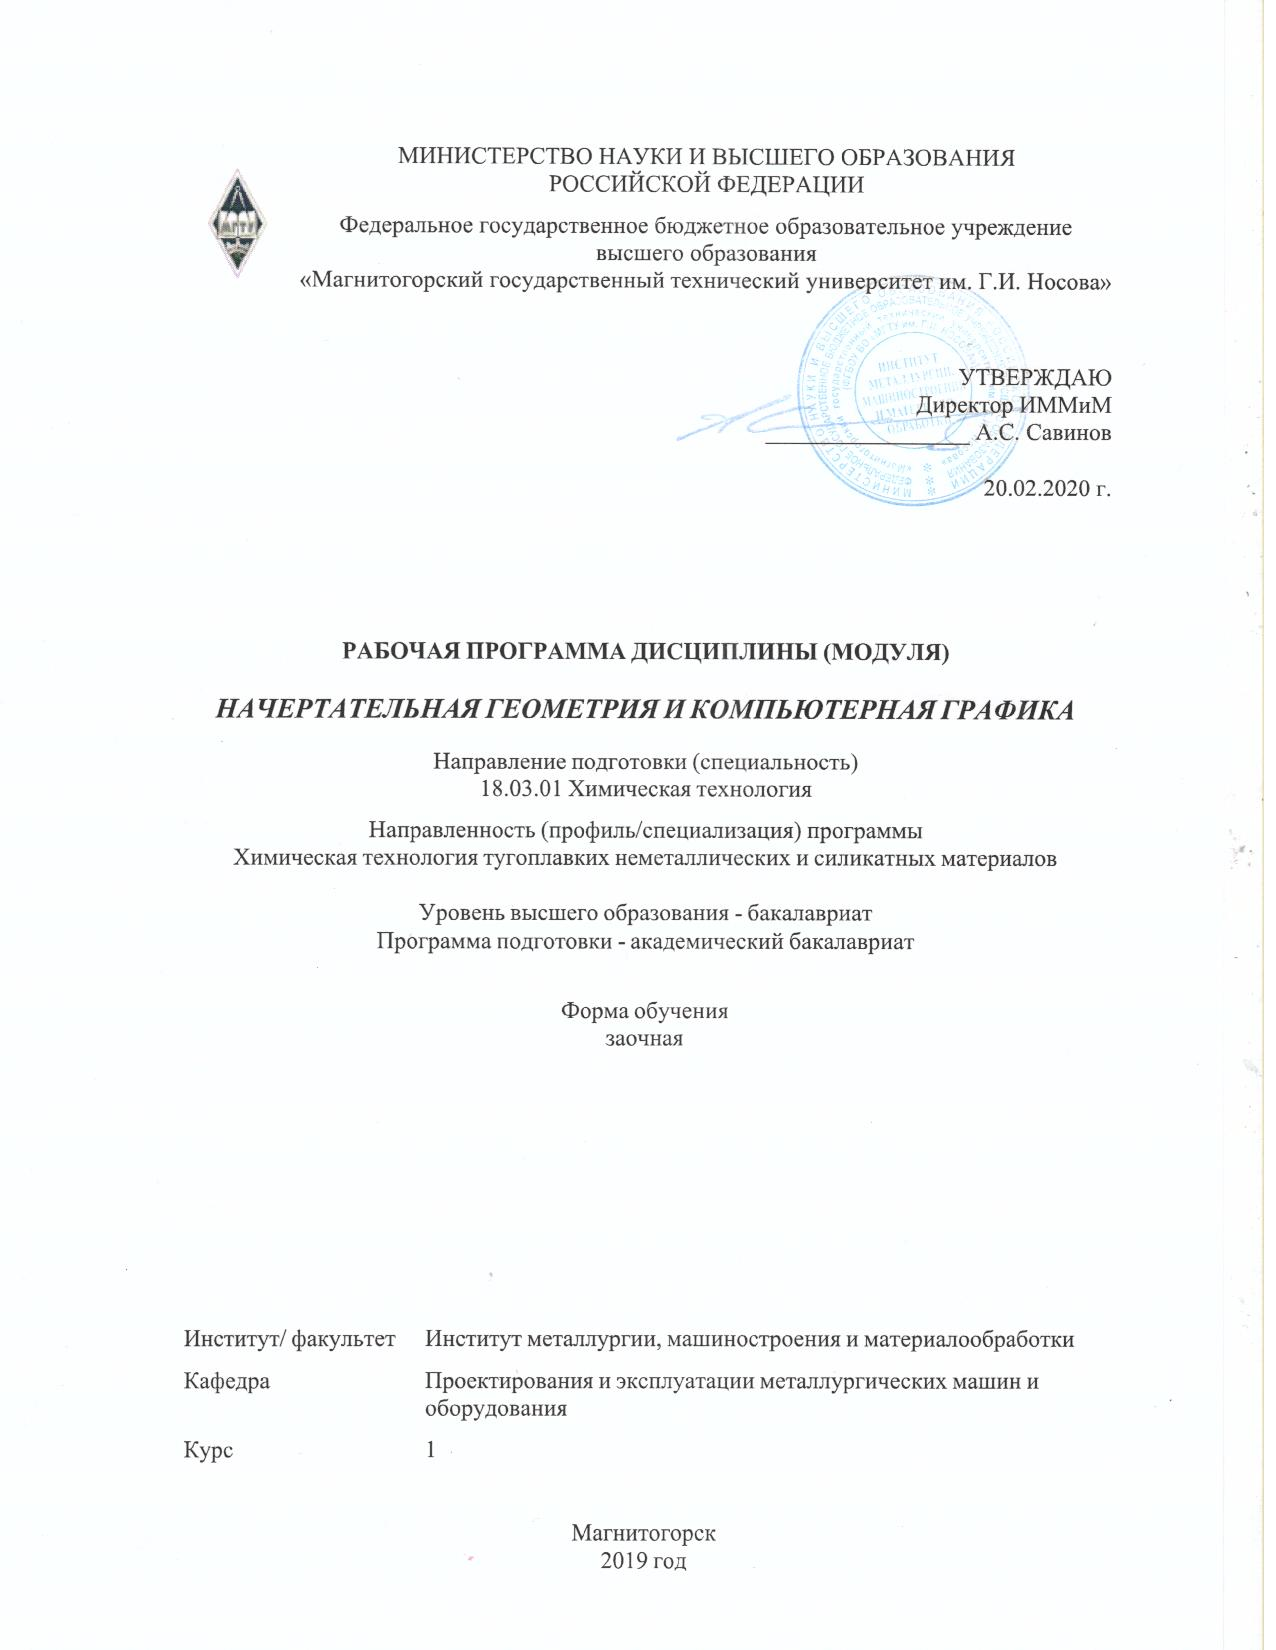 МИНИСТЕРСТВО НАУКИ И ВЫСШЕГО ОБРАЗОВАНИЯ
РОССИЙСКОЙ ФЕДЕРАЦИИ
МГТУ
Федеральное государственное бюджетное образовательное учреждение
высшего образования
«Магнитогорский государственный технический университет им. Г.И. Носова»
УТВЕРЖДАЮ
Директор ИММиМ
А.С. Савинов
20.02.2020 г.
ИНСТИТУТ
МЕТАЛЛУРГИИ,
МАШИНОСТРОЕНИЯ
РАБОЧАЯ ПРОГРАММА ДИСЦИПЛИНЫ (МОДУЛЯ)
НАЧЕРТАТЕЛЬНАЯ ГЕОМЕТРИЯ И КОМПЬЮТЕРНАЯ ГРАФИКА
Направление подготовки (специальность)
18.03.01 Химическая технология
Направленность (профиль/специализация) программы
Химическая технология тугоплавких неметаллических и силикатных материалов
Уровень высшего образования - бакалавриат
Программа подготовки - академический бакалавриат
Форма обучения
заочная
Институт/ факультет Институт металлургии, машиностроения и материалообработки
Кафедра Проектирования и эксплуатации металлургических машин и
оборудования
Курс 1
Магнитогорск
2019 год